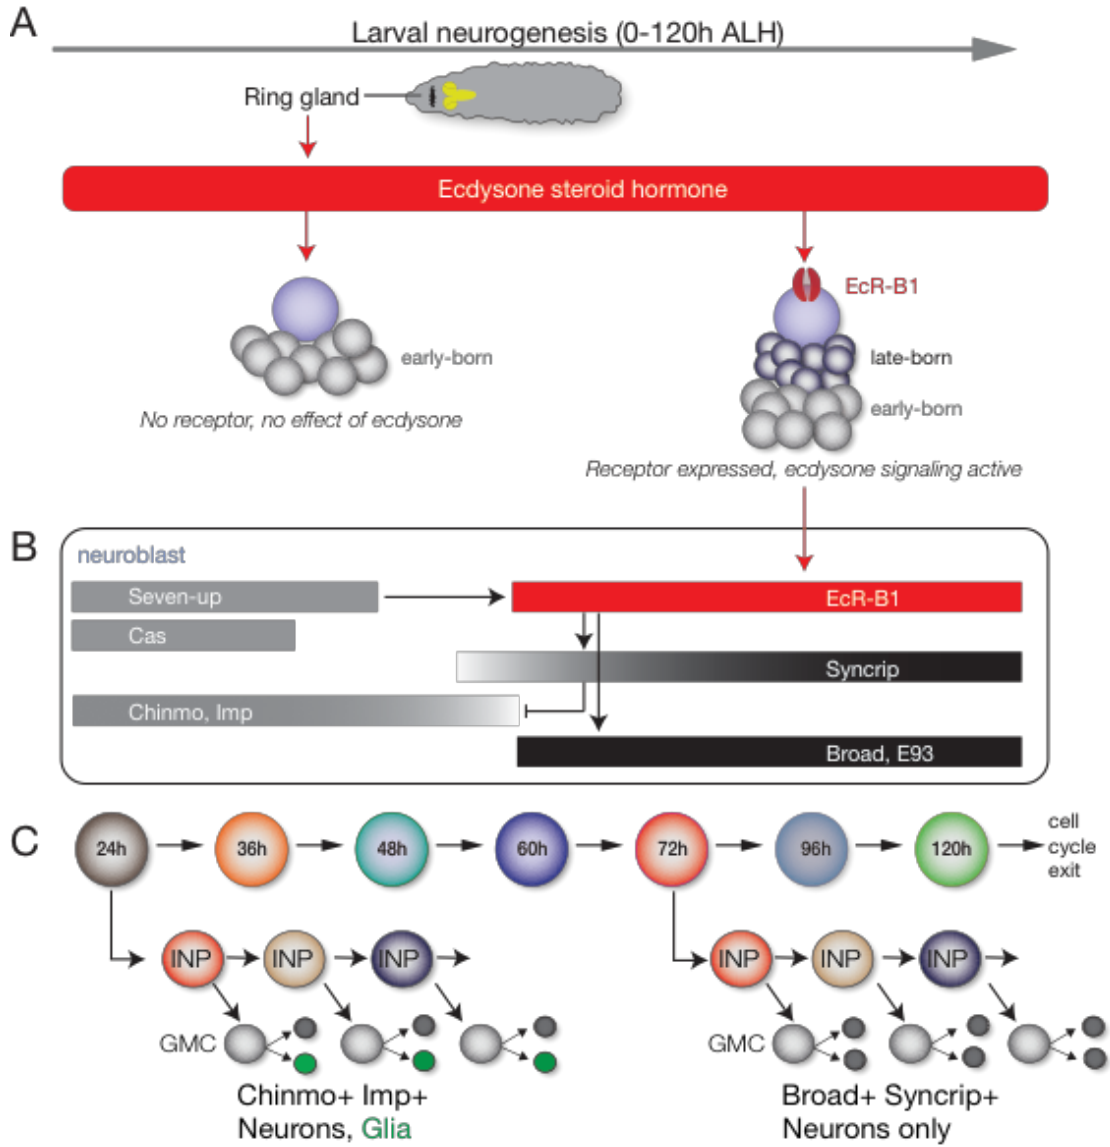 A
Larval neurogenesis (0-120h ALH)
Ring gland
Ecdysone steroid hormone
EcR-B1
early-born
late-born
early-born
No receptor, no effect of ecdysone
Receptor expressed, ecdysone signaling active
B
neuroblast
Seven-up
EcR-B1
Cas
Syncrip
Chinmo, Imp
Broad, E93
C
24h
36h
48h
60h
72h
96h
120h
cell
cycle
exit
INP
INP
INP
INP
INP
INP
GMC
GMC
Chinmo+ Imp+
Neurons, Glia
Broad+ Syncrip+
Neurons only